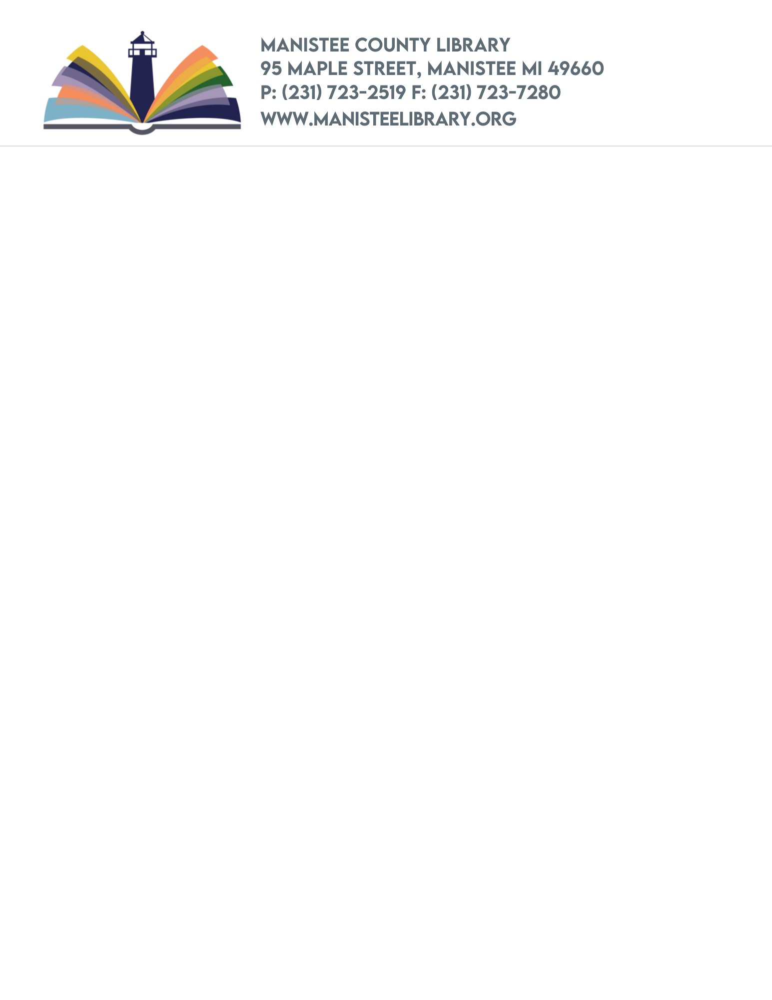 MANISTEE COUNTY LIBRARY
95 MAPLE STREET, MANISTEE MI 49660
P: (231) 723-2519 F: (231) 723-7280
WWW.MANISTEELIBRARY.ORG